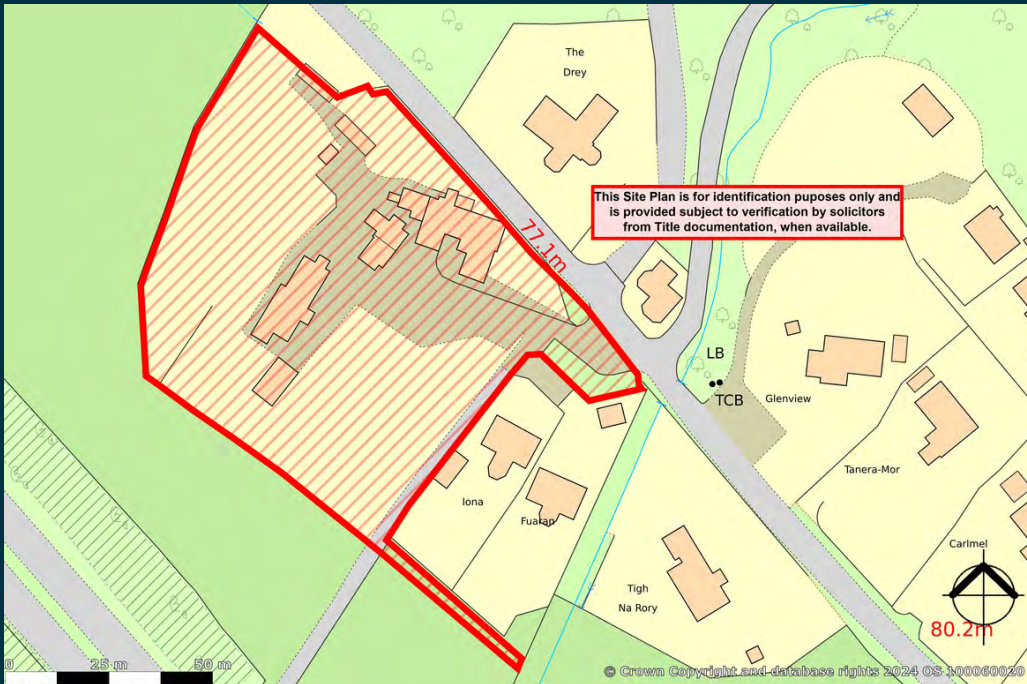 The
Drey
This Site Plan is for identification puposes only and
is provided subject to verification by solicitors
from Title documentation, when available.
77.1m
LB
TCB
Glenview
Tanera-Mor
Iona
Fuaran
Carlmel
Tigh
Na Rory
80.2m
0 25 m 50 m
© Crown Copyright and database rights 2024 OS 100060020